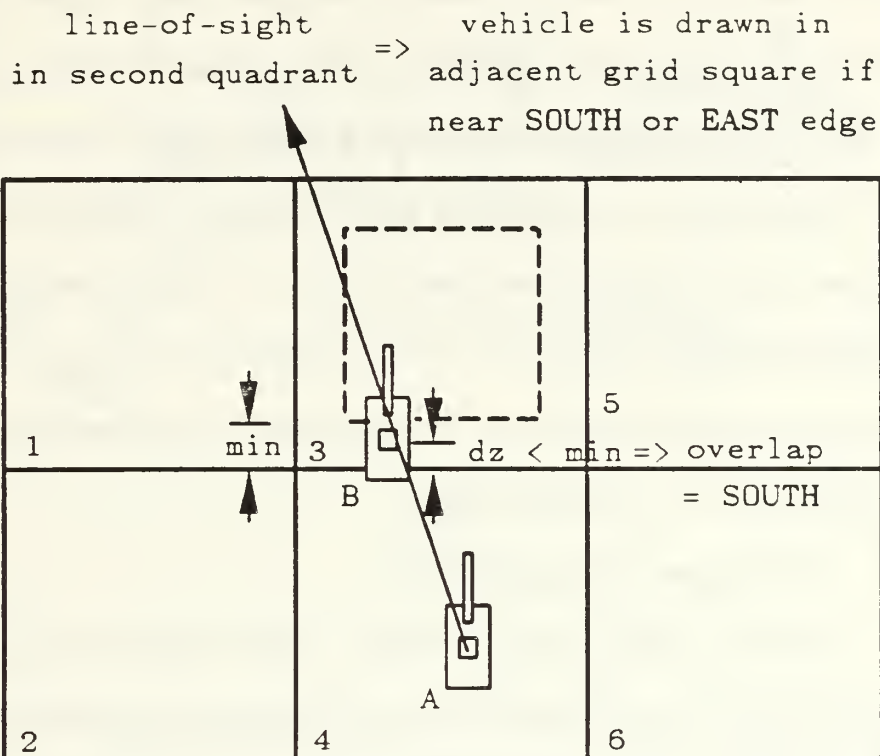 line-of-sight
in second quadrant
=>
vehicle is drawn in
adjacent grid square if
near SOUTH or EAST edge
5
1
min
3
dz < min => overlap
B
= SOUTH
A
2
4
6